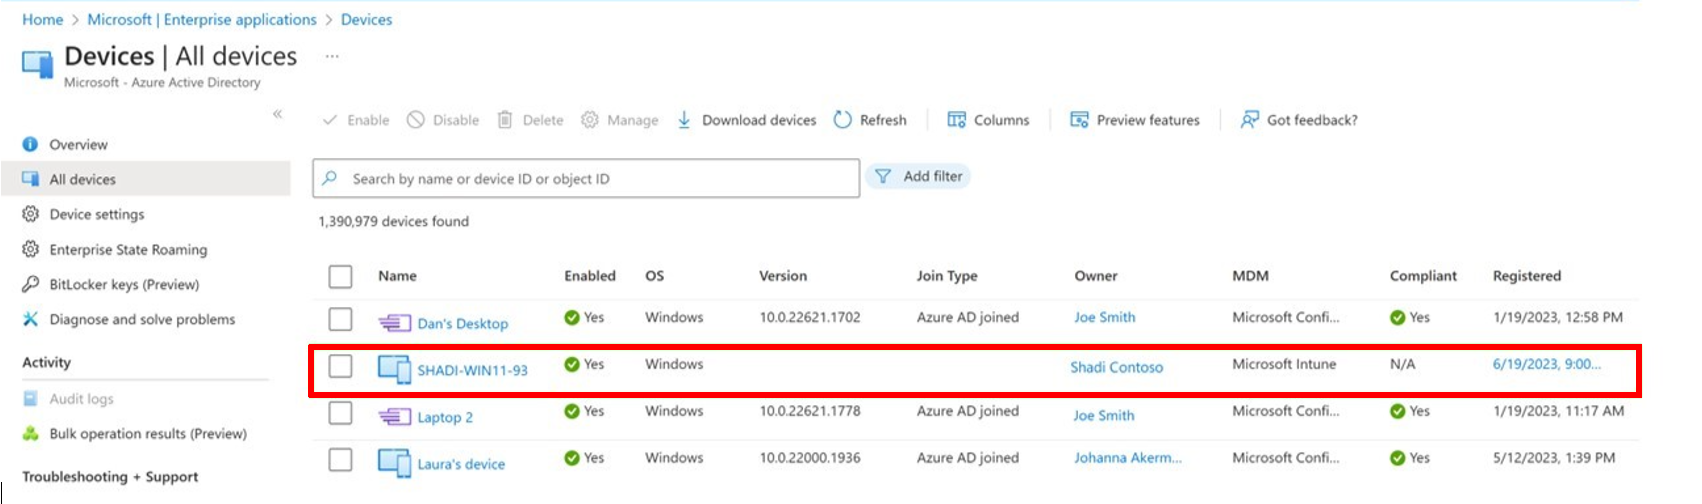 Home > Microsoft | Enterprise applications > Devices
Devices | All devices ...
Microsoft - Azure Active Directory
«
Overview
All devices
Device settings
Enterprise State Roaming
BitLocker keys (Preview)
Diagnose and solve problems
Activity
Audit logs
Bulk operation results (Preview)
Troubleshooting + Support
Enable Disable Delete Manage Download devices Refresh Columns Preview features Got feedback?
Search by name or device ID or object ID Add filter
1,390,979 devices found
Name Enabled OS Version Join Type Owner MDM Compliant Registered
Dan's Desktop Yes Windows 10.0.22621.1702 Azure AD joined Joe Smith Microsoft Confi... Yes 1/19/2023, 12:58 PM
SHADI-WIN11-93 Yes Windows Shadi Contoso Microsoft Intune N/A 6/19/2023, 9:00...
Laptop 2 Yes Windows 10.0.22621.1778 Azure AD joined Joe Smith Microsoft Confi... Yes 1/19/2023, 11:17 AM
Laura's device Yes Windows 10.0.22000.1936 Azure AD joined Johanna Akerm... Microsoft Confi... Yes 5/12/2023, 1:39 PM